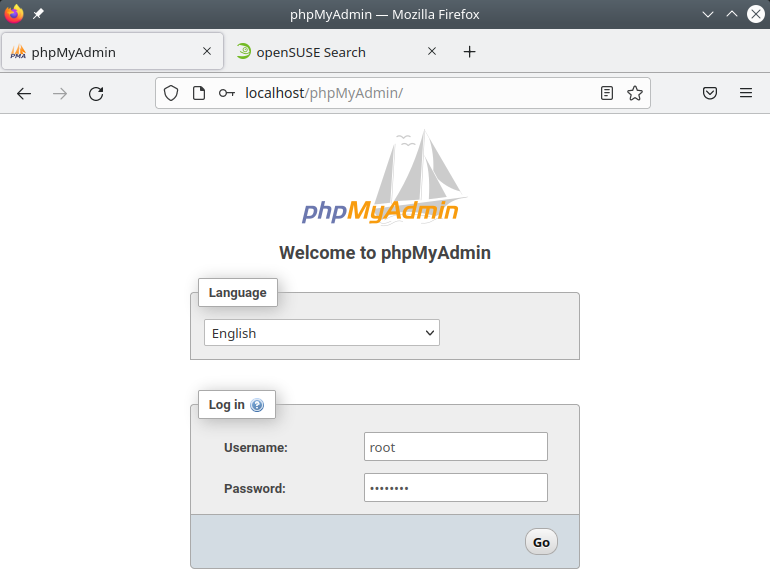 phpMyAdmin — Mozilla Firefox
PMA phpMyAdmin openSUSE Search
localhost/phpMyAdmin/
phpMyAdmin
Welcome to phpMyAdmin
Language
English
Log in ?
Username: root
Password: ••••••••
Go